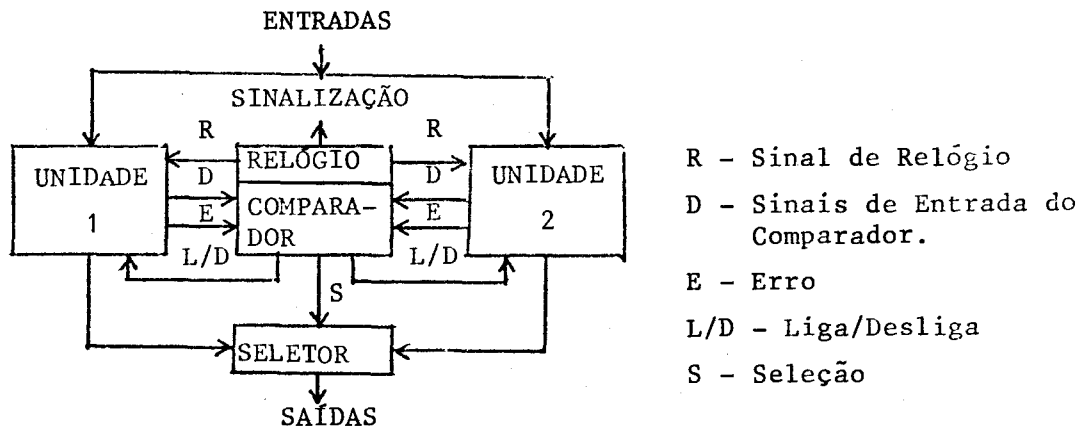 ENTRADAS
SINALIZAÇÃO
R
R
UNIDADE
1
RELÓGIO
D
D
COMPARA-
DOR
E
E
L/D
L/D
UNIDADE
2
S
SELETOR
SAÍDAS
R - Sinal de Relógio
D - Sinais de Entrada do
Comparador.
E - Erro
L/D - Liga/Desliga
S - Seleção